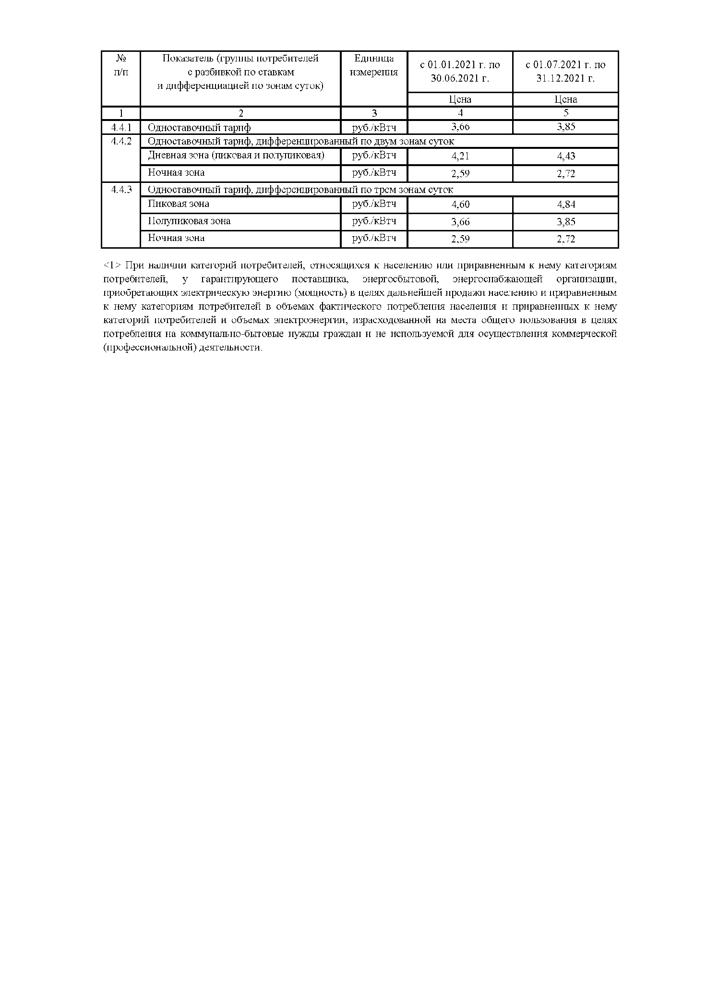 №
п/п
Показатель (группы потребителей
с разбивкой по ставкам
и дифференциацией по зонам суток)
Единица
измерения
с 01.01.2021 г. по
30.06.2021 г.
с 01.07.2021 г. по
31.12.2021 г.
Цена Цена
1 2 3 4 5
4.4.1 Одноставочный тариф руб./кВтч 3,66 3,85
4.4.2 Одноставочный тариф, дифференцированный по двум зонам суток
Дневная зона (пиковая и полупиковая) руб./кВтч 4,21 4,43
Ночная зона руб./кВтч 2,59 2,72
4.4.3 Одноставочный тариф, дифференцированный по трем зонам суток
Пиковая зона руб./кВтч 4,60 4,84
Полупиковая зона руб./кВтч 3,66 3,85
Ночная зона руб./кВтч 2,59 2,72
<1> При наличии категорий потребителей, относящихся к населению или приравненным к нему категориям
потребителей, у гарантирующего поставщика, энергосбытовой, энергоснабжающей организации,
приобретающих электрическую энергию (мощность) в целях дальнейшей продажи населению и приравненным
к нему категориям потребителей в объемах фактического потребления населения и приравненных к нему
категорий потребителей и объемах электроэнергии, израсходованной на места общего пользования в целях
потребления на коммунально-бытовые нужды граждан и не используемой для осуществления коммерческой
(профессиональной) деятельности.